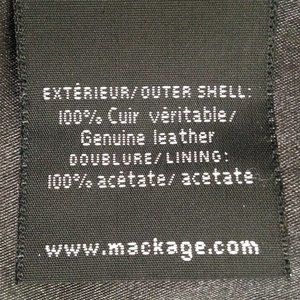 EXTÉRIEUR/OUTER SHELL:
100% Cuir véritable/
Genuine leather
DOUBLURE/LINING:
100% acétate/ acetate
www.mackage.com